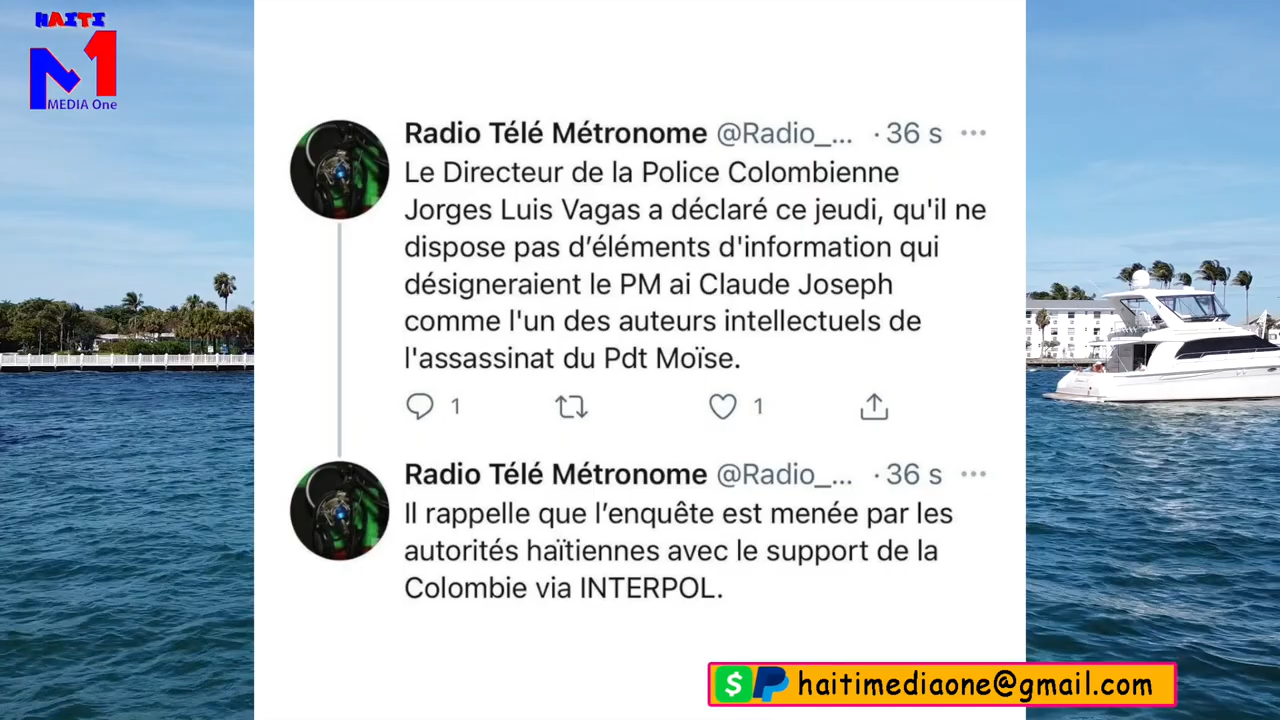 HAITI
M1
MEDIA One
Radio Télé Métronome @Radio_... · 36 s ···
Le Directeur de la Police Colombienne
Jorges Luis Vagas a déclaré ce jeudi, qu'il ne
dispose pas d’éléments d'information qui
désigneraient le PM ai Claude Joseph
comme l'un des auteurs intellectuels de
l'assassinat du Pdt Moïse.
1 1
Radio Télé Métronome @Radio_... · 36 s ···
Il rappelle que l’enquête est menée par les
autorités haïtiennes avec le support de la
Colombie via INTERPOL.
$ P haitimediaone@gmail.com